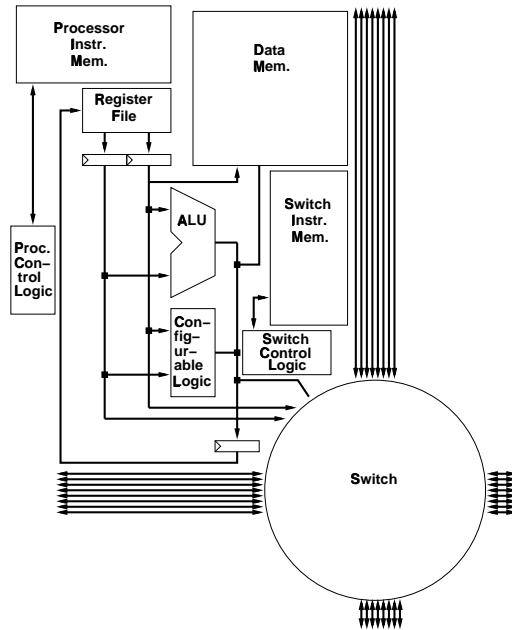 Processor
Instr.
Mem.
Data
Mem.
Register
File
Switch
Instr.
Mem.
ALU
Proc.
Con–
trol
Logic
Con–
fig–
ur–
able
Logic
Switch
Control
Logic
Switch